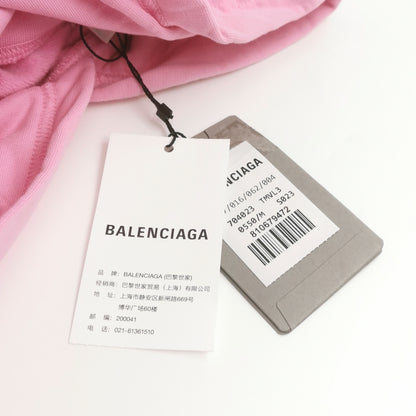 BALENCIAGA
品 牌: BALENCIAGA (巴黎世家)
经销商: 巴黎世家贸易 (上海) 有限公司
地 址: 上海市静安区新闸路669号
博华广场60楼
邮 编: 200041
电 话: 021-61361510
NCIAGA
/016/062/004
704023 TMVL3
0550/M 5023
810679472